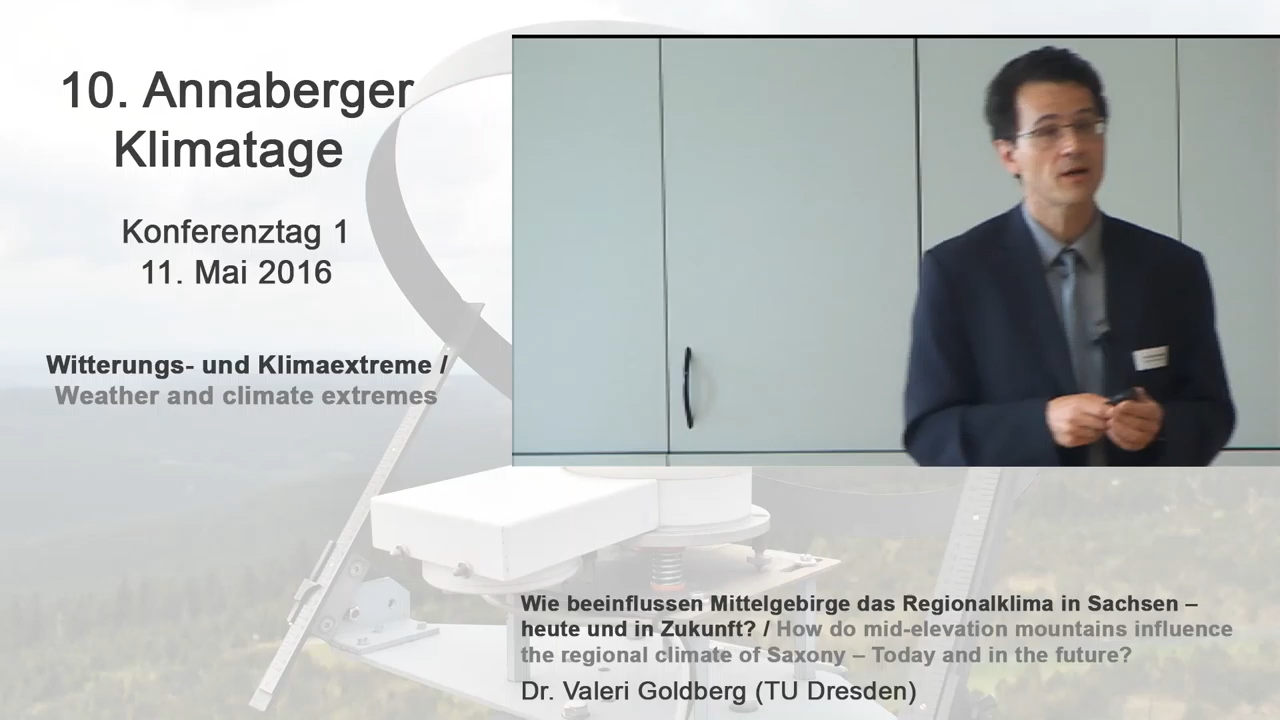 10. Annaberger
Klimatage
Konferenztag 1
11. Mai 2016
Witterungs- und Klimaextreme /
Weather and climate extremes
Wie beeinflussen Mittelgebirge das Regionalklima in Sachsen –
heute und in Zukunft? / How do mid-elevation mountains influence
the regional climate of Saxony – Today and in the future?
Dr. Valeri Goldberg (TU Dresden)